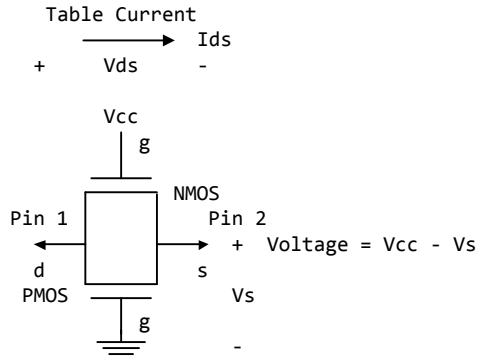 Table Current
Ids
+ Vds -
Vcc
g
NMOS
Pin 1 Pin 2
+ Voltage = Vcc - Vs
d s
PMOS Vs
g
-